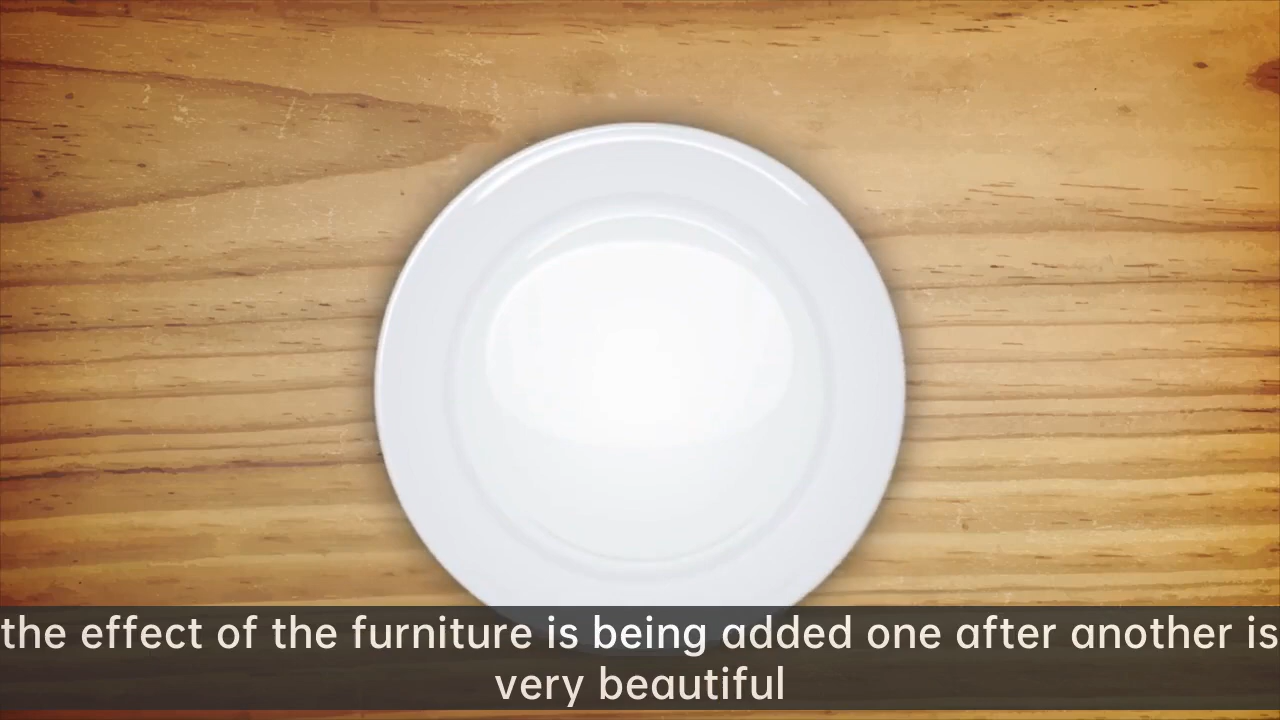 the effect of the furniture is being added one after another is
very beautiful